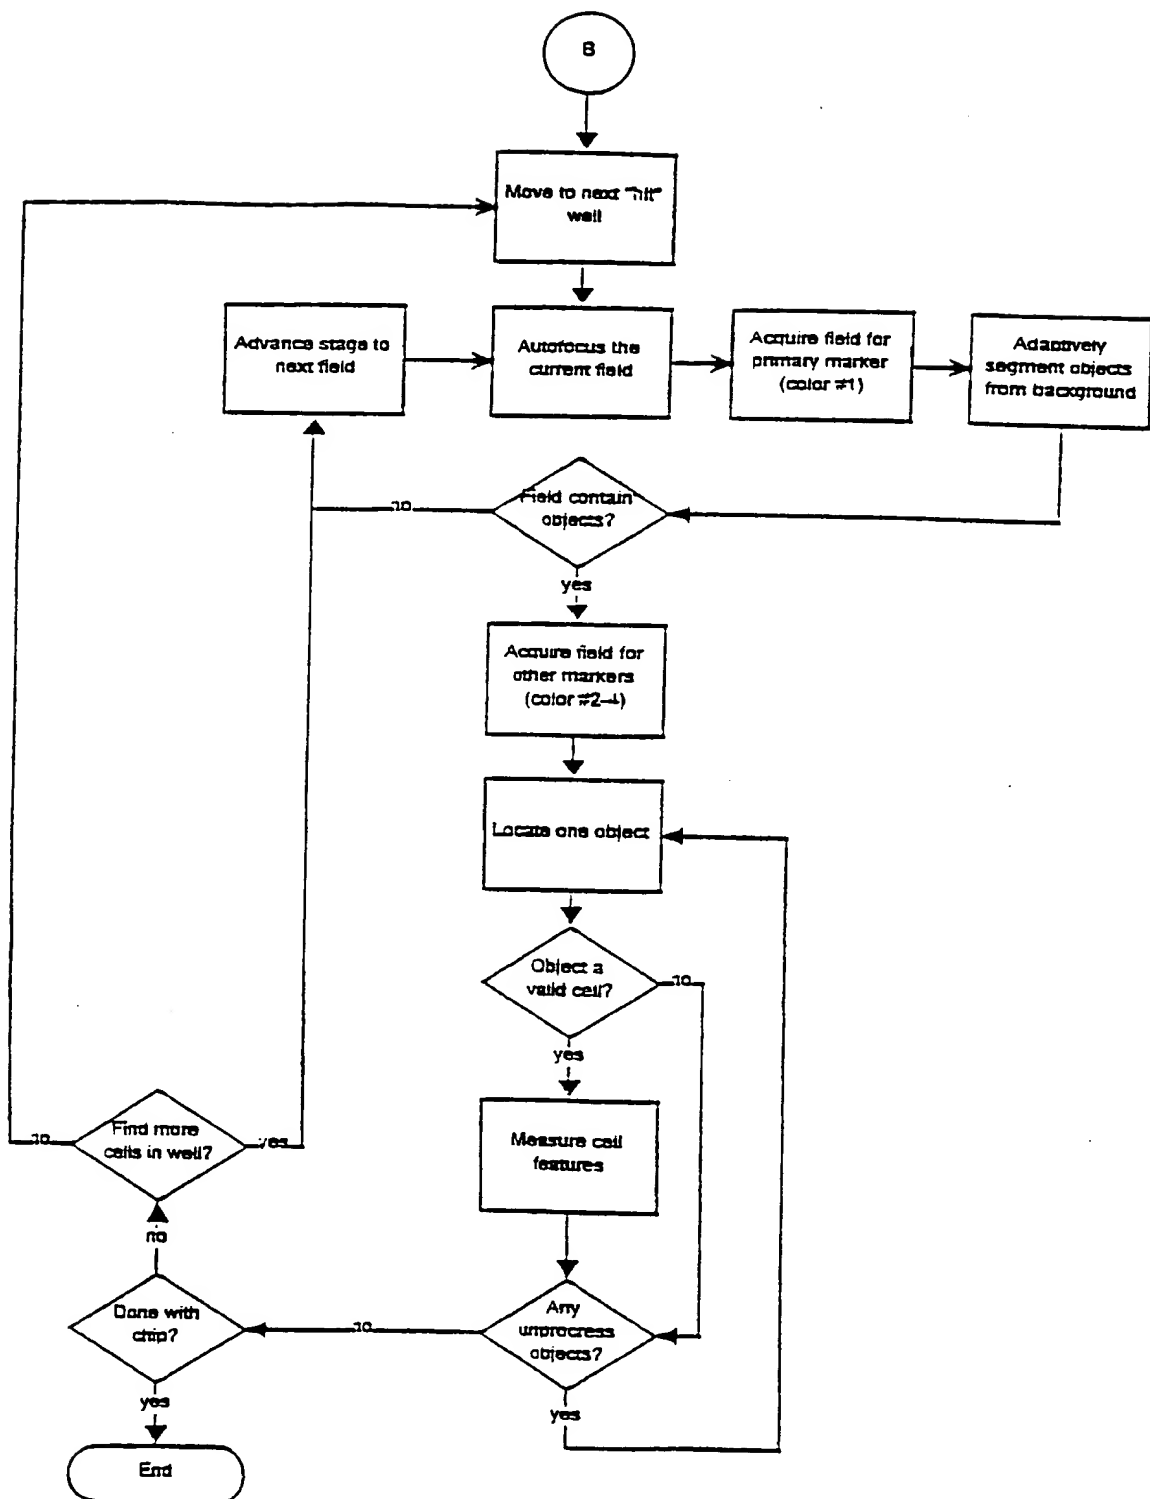 B
Move to next "hit"
well
Advance stage to
next field
Autofocus the
current field
Acquire field for
primary marker
(color #1)
Adaptively
segment objects
from background
Field contain
objects?
no
yes
Acquire field for
other markers
(color #2-4)
Locate one object
Object a
valid cell?
no
yes
Measure cell
features
Find more
cells in well?
no
yes
no
Done with
chip?
no
Any
unprocress
objects?
yes
yes
End